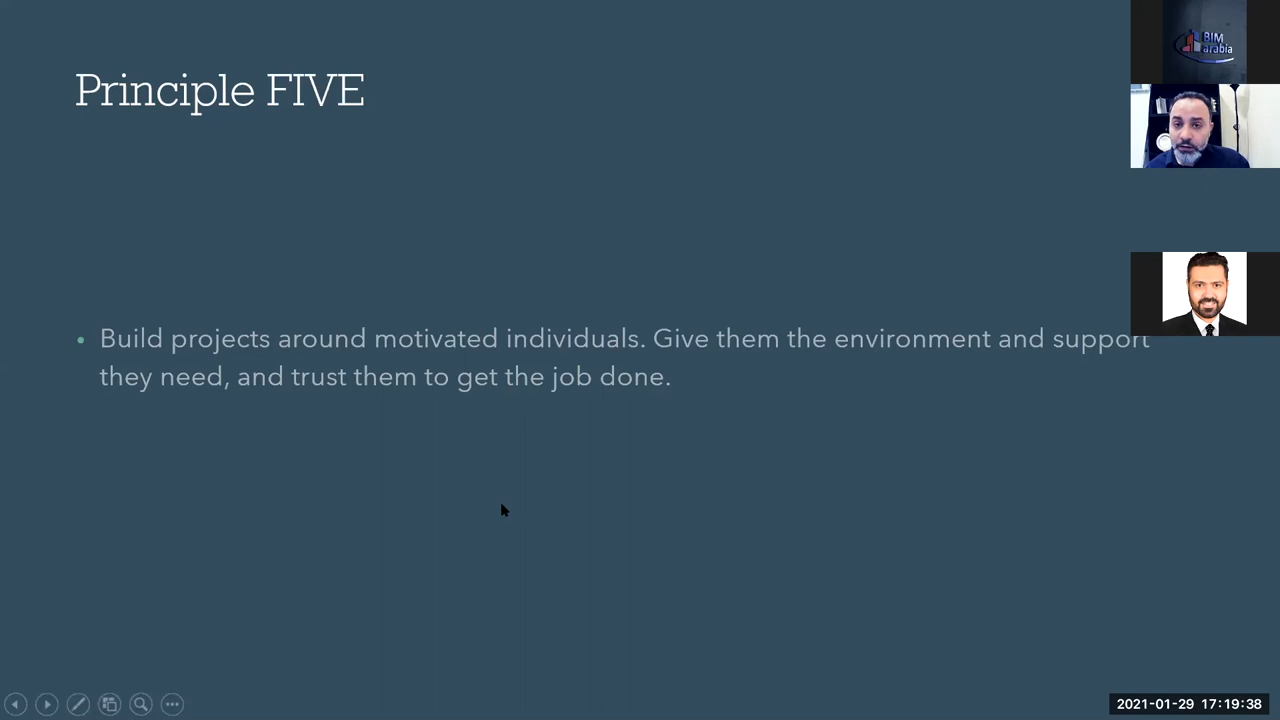 Principle FIVE
BIM
arabia
• Build projects around motivated individuals. Give them the environment and support
they need, and trust them to get the job done.
2021-01-29 17:19:38